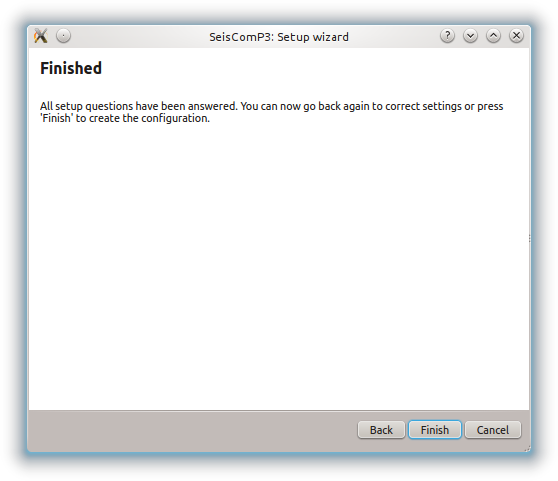 SeisComP3: Setup wizard
Finished
All setup questions have been answered. You can now go back again to correct settings or press
'Finish' to create the configuration.
Back Finish Cancel